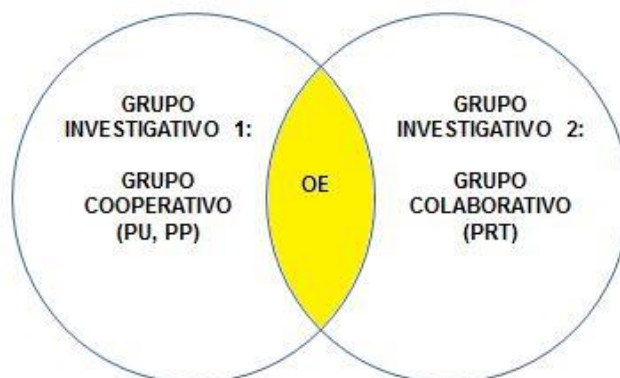 GRUPO
INVESTIGATIVO 1:
GRUPO
COOPERATIVO
(PU, PP)
OE
GRUPO
INVESTIGATIVO 2:
GRUPO
COLABORATIVO
(PRT)